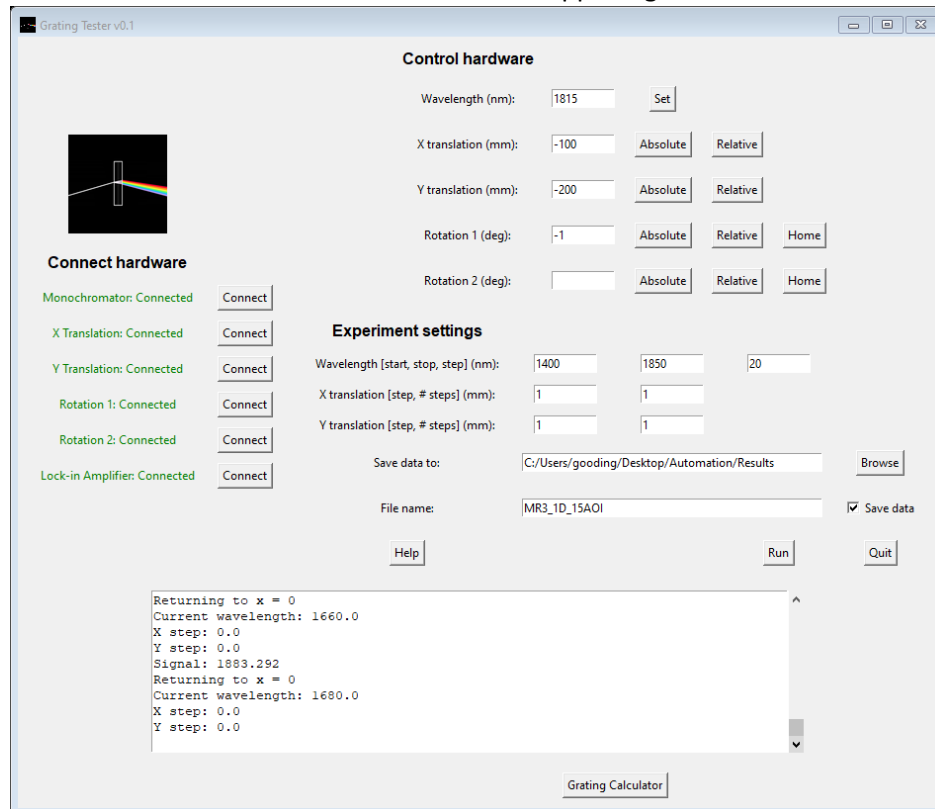 Grating Tester v0.1
Control hardware
Wavelength (nm): 1815 Set
X translation (mm): -100 Absolute Relative
Y translation (mm): -200 Absolute Relative
Rotation 1 (deg): -1 Absolute Relative Home
Rotation 2 (deg): Absolute Relative Home
Connect hardware
Monochromator: Connected Connect
X Translation: Connected Connect
Y Translation: Connected Connect
Rotation 1: Connected Connect
Rotation 2: Connected Connect
Lock-in Amplifier: Connected Connect
Experiment settings
Wavelength [start, stop, step] (nm): 1400 1850 20
X translation [step, # steps] (mm): 1 1
Y translation [step, # steps] (mm): 1 1
Save data to: C:/Users/gooding/Desktop/Automation/Results Browse
File name: MR3_1D_15AOI Save data
Help Run Quit
Returning to x = 0
Current wavelength: 1660.0
X step: 0.0
Y step: 0.0
Signal: 1883.292
Returning to x = 0
Current wavelength: 1680.0
X step: 0.0
Y step: 0.0
Grating Calculator